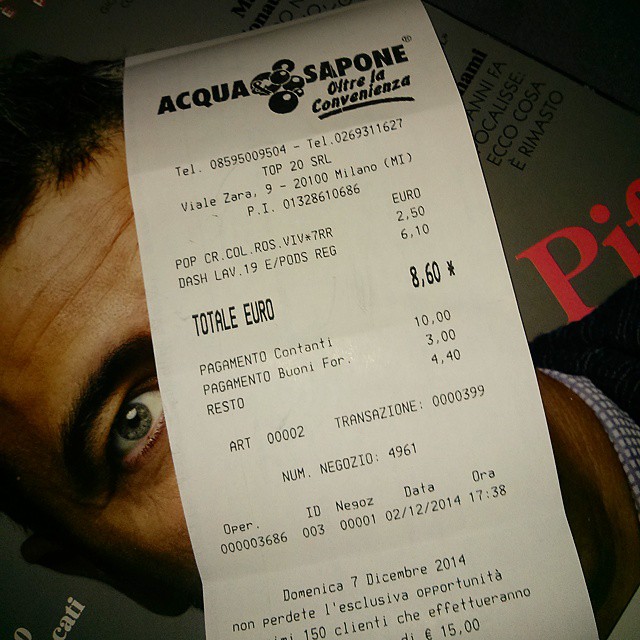 ACQUA SAPONE®
Oltre la
Convenienza
Tel. 08595009504 - Tel.0269311627
TOP 20 SRL
Viale Zara, 9 - 20100 Milano (MI)
P.I. 01328610686
EURO
POP CR.COL.ROS.VIV*7RR 2,50
DASH LAV.19 E/PODS REG 6,10
TOTALE EURO 8,60 *
PAGAMENTO Contanti 10,00
PAGAMENTO Buoni For. 3,00
RESTO 4,40
ART 00002 TRANSAZIONE: 0000399
NUM. NEGOZIO: 4961
Oper. ID Negoz Data Ora
000003686 003 00001 02/12/2014 17:38
Domenica 7 Dicembre 2014
non perdete l'esclusiva opportunità
imi 150 clienti che effettueranno
di € 15,00
ANNI FA
OCALISSE:
ECCO COSA
È RIMASTO
Pif
cati